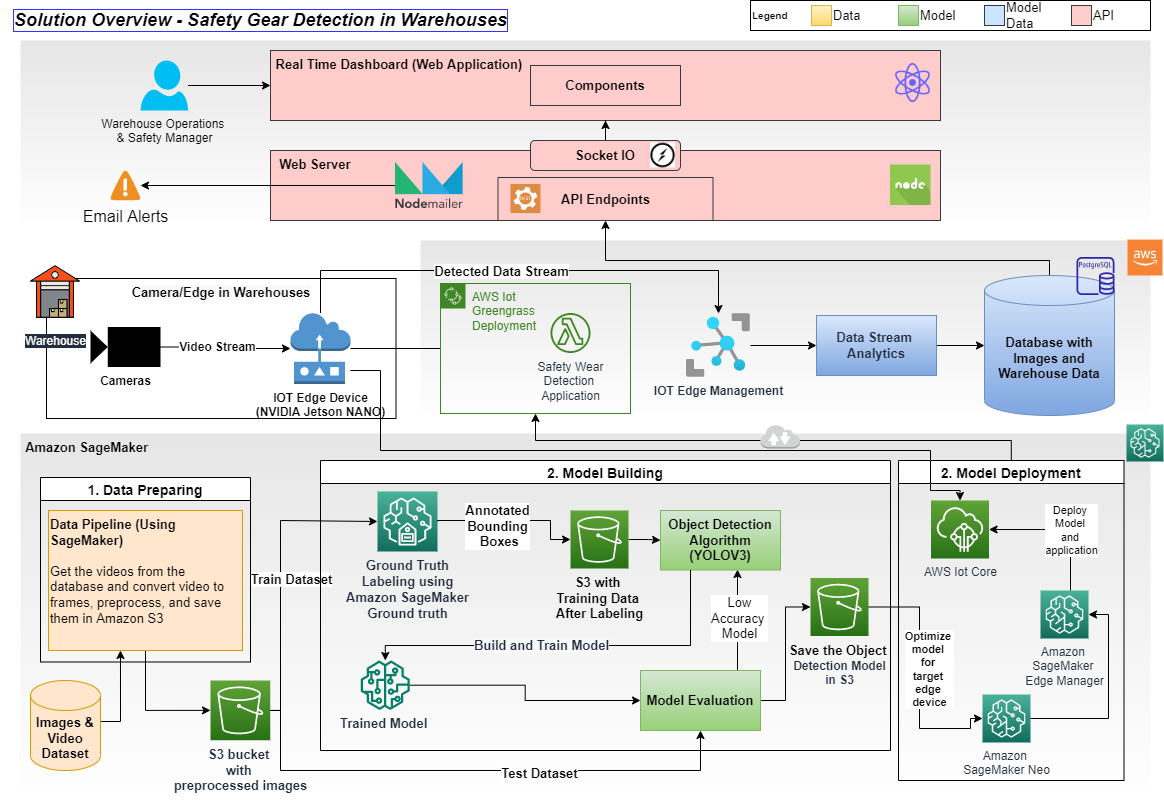 Solution Overview - Safety Gear Detection in Warehouses
Legend
Data
Model
Model
Data
API
Real Time Dashboard (Web Application)
Components
Warehouse Operations
& Safety Manager
Socket IO
Web Server
Nodemailer
API Endpoints
node
Email Alerts
aws
PostgreSQL
Detected Data Stream
Camera/Edge in Warehouses
AWS Iot
Greengrass
Deployment
Warehouse
Video Stream
Cameras
IOT Edge Device
(NVIDIA Jetson NANO)
Safety Wear
Detection
Application
IOT Edge Management
Data Stream
Analytics
Database with
Images and
Warehouse Data
Amazon SageMaker
1. Data Preparing
Data Pipeline (Using
SageMaker)
Get the videos from the
database and convert video to
frames, preprocess, and save
them in Amazon S3
Images &
Video
Dataset
S3 bucket
with
preprocessed images
Train Dataset
Test Dataset
2. Model Building
Ground Truth
Labeling using
Amazon SageMaker
Ground truth
Annotated
Bounding
Boxes
S3 with
Training Data
After Labeling
Object Detection
Algorithm
(YOLOV3)
Low
Accuracy
Model
Build and Train Model
Trained Model
Model Evaluation
Save the Object
Detection Model
in S3
2. Model Deployment
AWS Iot Core
Deploy
Model
and
application
Optimize
model
for
target
edge
device
Amazon
SageMaker
Edge Manager
Amazon
SageMaker Neo